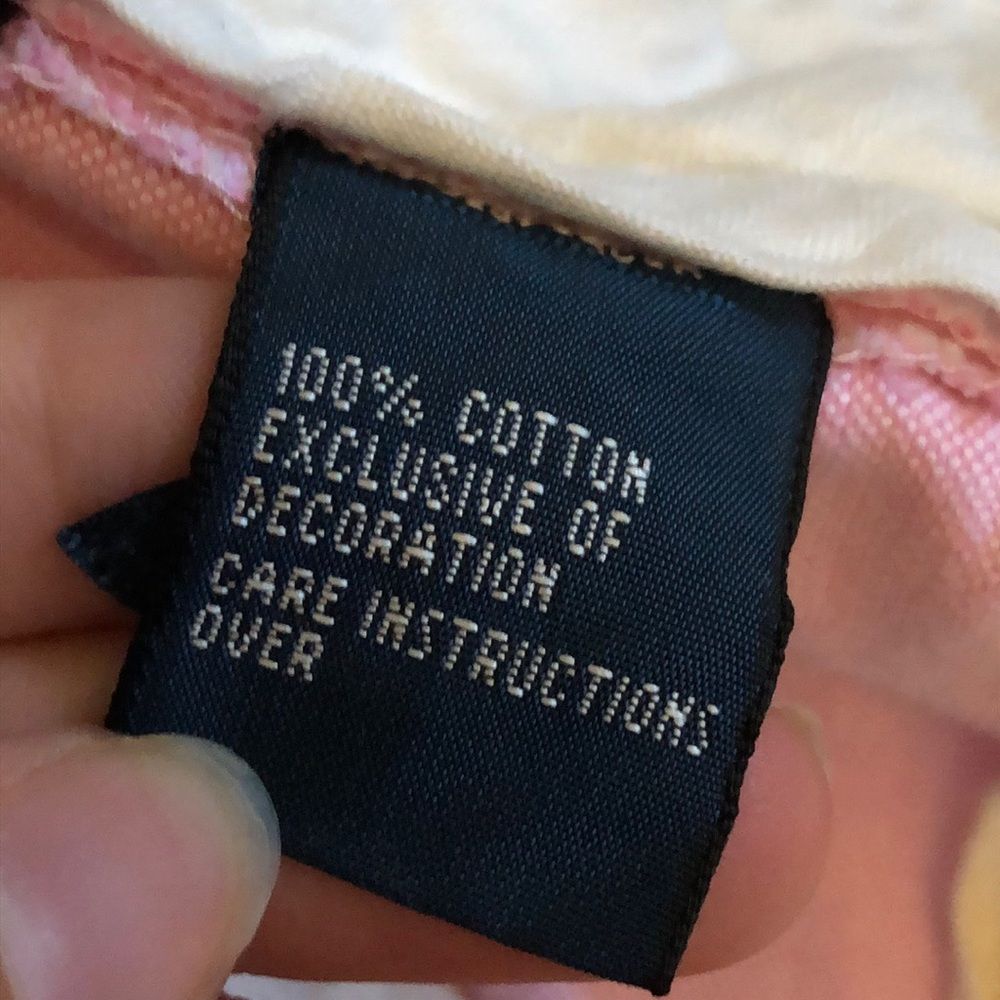 100% COTTON
EXCLUSIVE OF
DECORATION
CARE INSTRUCTIONS
OVER